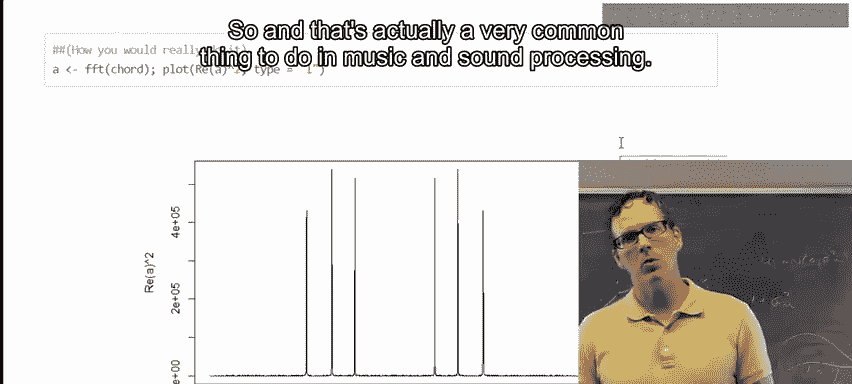 So and that's actually a very common
thing to do in music and sound processing.
##(How you would really
a <- fft(chord); plot(Re(a)^2, type = "l")
Re(a)^2
4e+05
2e+05
e+00